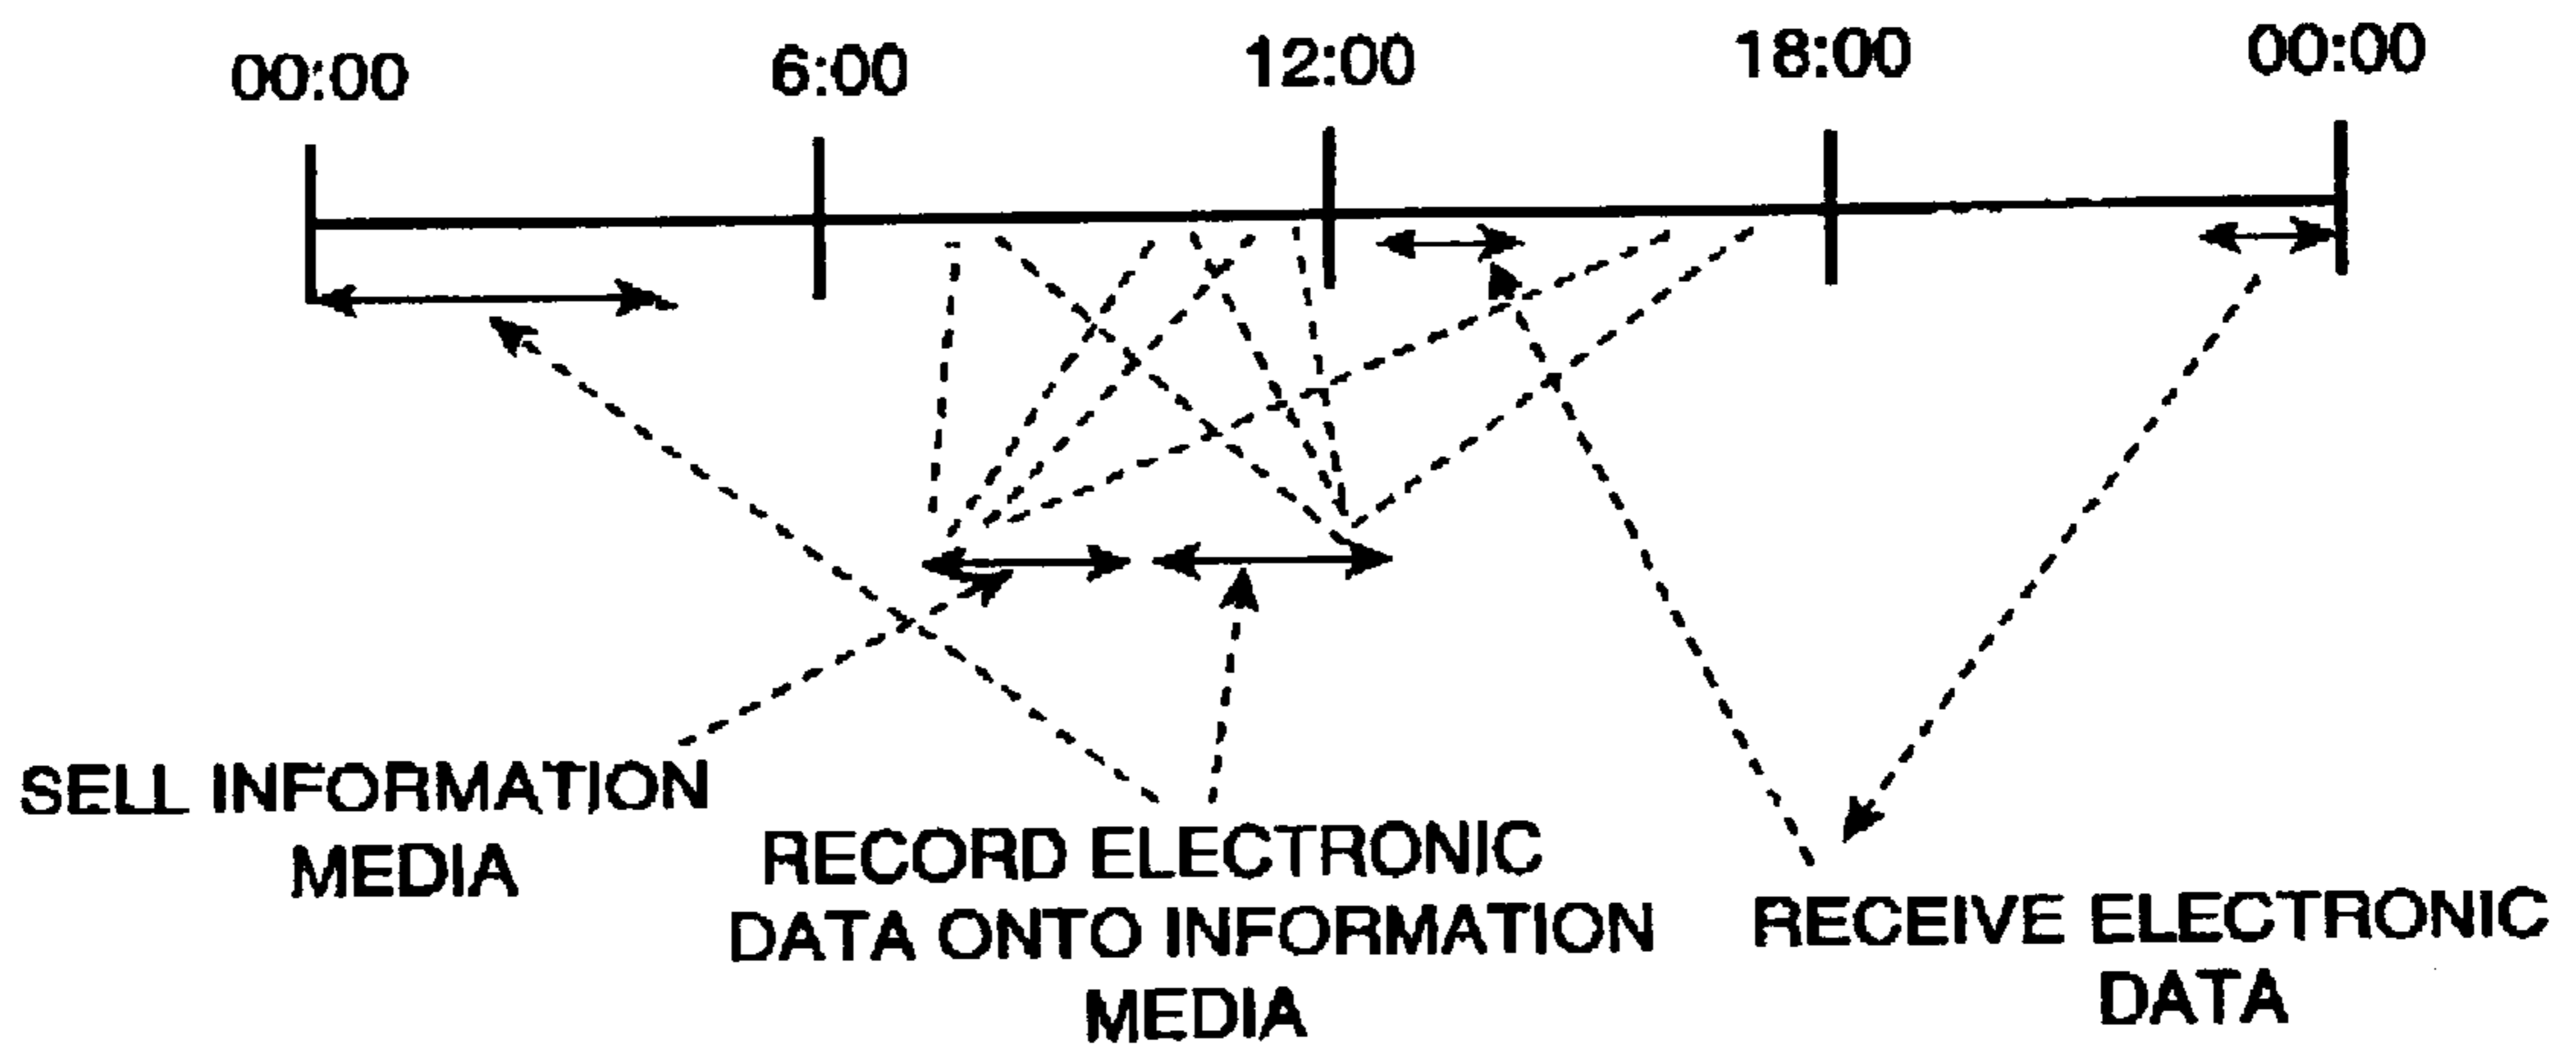 00:00 6:00 12:00 18:00 00:00
SELL INFORMATION
MEDIA
RECORD ELECTRONIC
DATA ONTO INFORMATION
MEDIA
RECEIVE ELECTRONIC
DATA